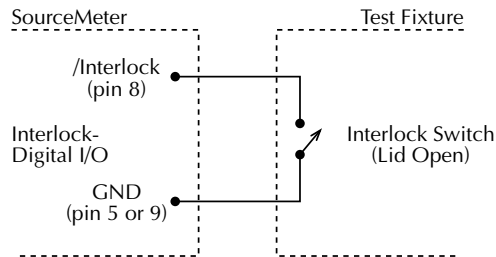 SourceMeter
Test Fixture
/Interlock
(pin 8)
Interlock-
Digital I/O
Interlock Switch
(Lid Open)
GND
(pin 5 or 9)